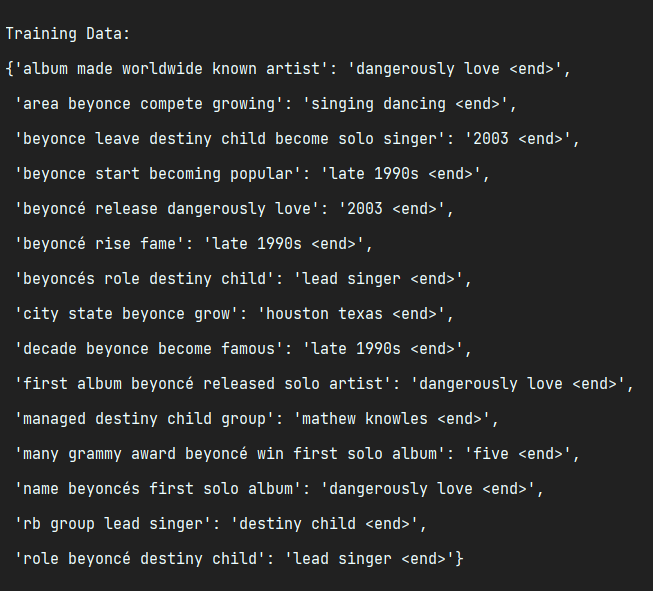 Training Data:
{'album made worldwide known artist': 'dangerously love <end>',
'area beyonce compete growing': 'singing dancing <end>',
'beyonce leave destiny child become solo singer': '2003 <end>',
'beyonce start becoming popular': 'late 1990s <end>',
'beyoncé release dangerously love': '2003 <end>',
'beyoncé rise fame': 'late 1990s <end>',
'beyoncés role destiny child': 'lead singer <end>',
'city state beyonce grow': 'houston texas <end>',
'decade beyonce become famous': 'late 1990s <end>',
'first album beyoncé released solo artist': 'dangerously love <end>',
'managed destiny child group': 'mathew knowles <end>',
'many grammy award beyoncé win first solo album': 'five <end>',
'name beyoncés first solo album': 'dangerously love <end>',
'rb group lead singer': 'destiny child <end>',
'role beyoncé destiny child': 'lead singer <end>'}